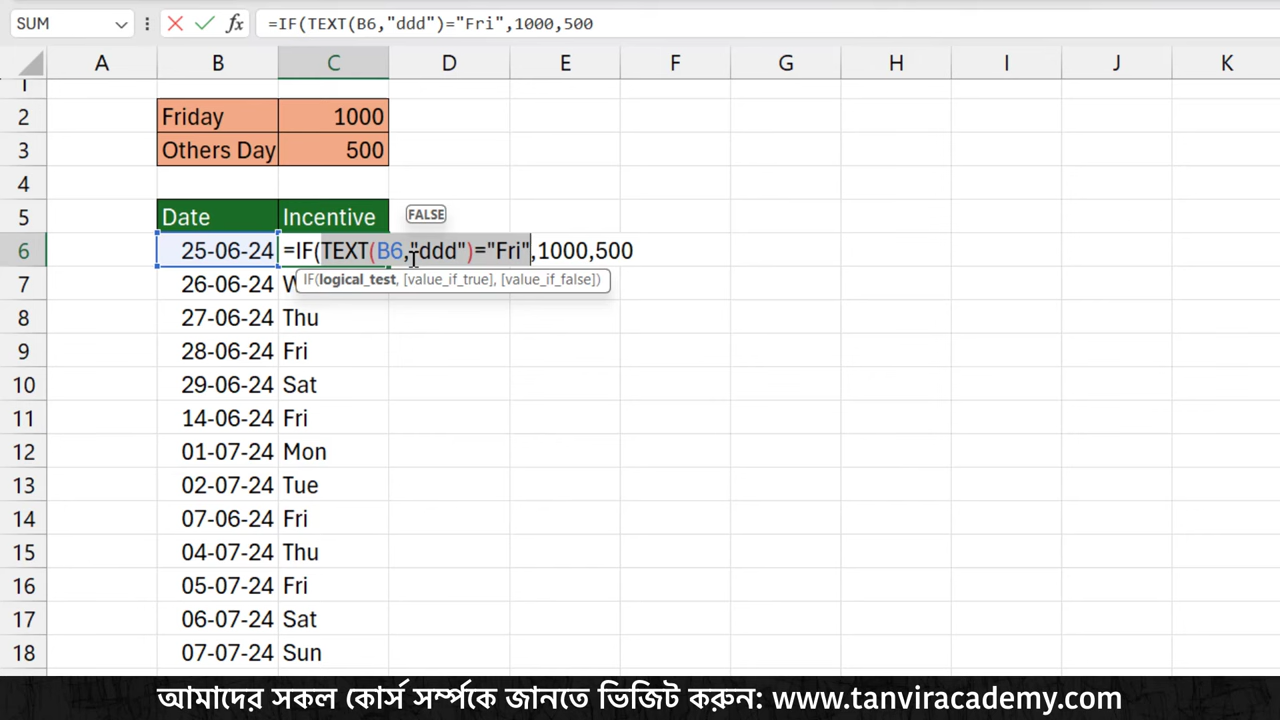 SUM =IF(TEXT(B6,"ddd")="Fri",1000,500
A B C D E F G H I J K
1
2 Friday 1000
3 Others Day 500
4
5 Date Incentive FALSE
6 25-06-24 =IF(TEXT(B6,"ddd")="Fri",1000,500
IF(logical_test, [value_if_true], [value_if_false])
7 26-06-24 W
8 27-06-24 Thu
9 28-06-24 Fri
10 29-06-24 Sat
11 14-06-24 Fri
12 01-07-24 Mon
13 02-07-24 Tue
14 07-06-24 Fri
15 04-07-24 Thu
16 05-07-24 Fri
17 06-07-24 Sat
18 07-07-24 Sun
আমাদের সকল কোর্স সর্ম্পকে জানতে ভিজিট করুন: www.tanviracademy.com